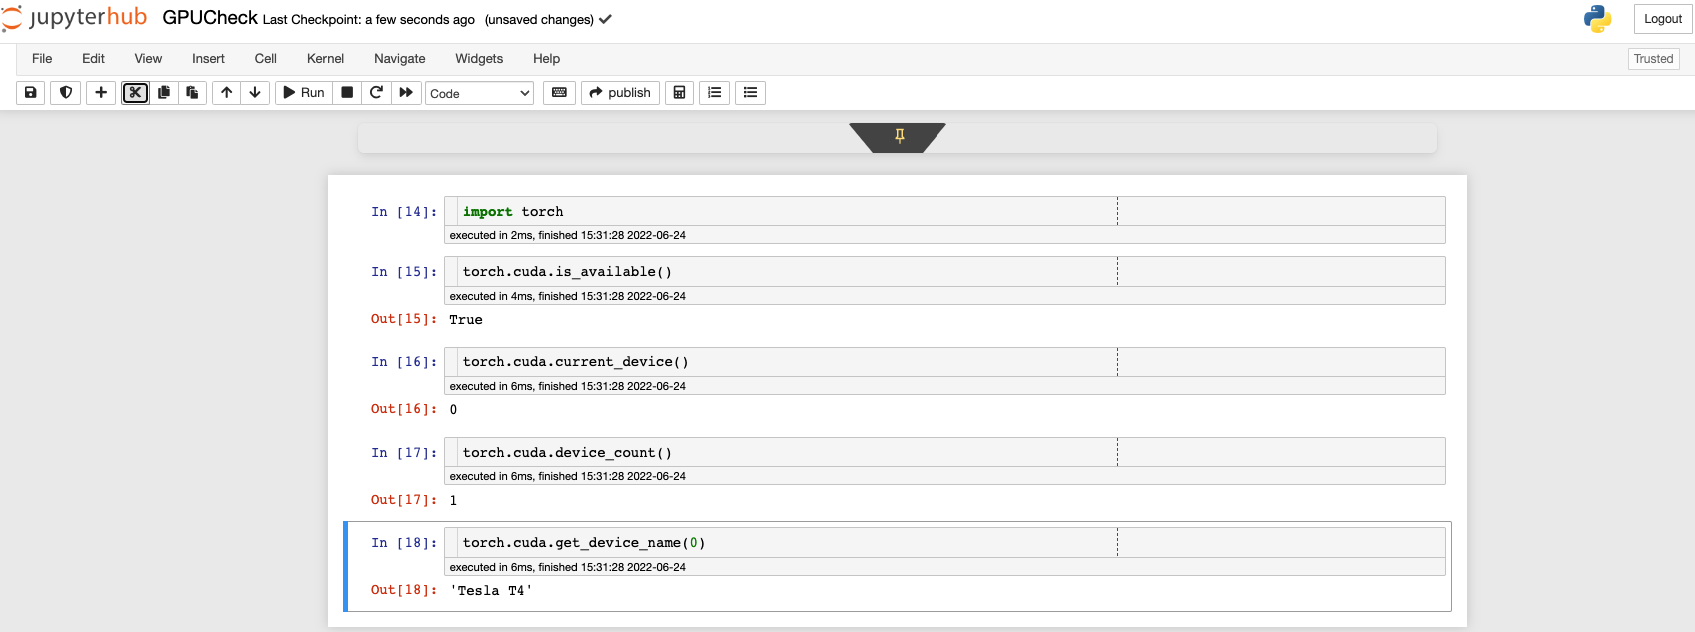 jupyterhub GPUCheck Last Checkpoint: a few seconds ago (unsaved changes) Logout
File Edit View Insert Cell Kernel Navigate Widgets Help Trusted
Run Code publish
In [14]: import torch
executed in 2ms, finished 15:31:28 2022-06-24
In [15]: torch.cuda.is_available()
executed in 4ms, finished 15:31:28 2022-06-24
Out[15]: True
In [16]: torch.cuda.current_device()
executed in 6ms, finished 15:31:28 2022-06-24
Out[16]: 0
In [17]: torch.cuda.device_count()
executed in 6ms, finished 15:31:28 2022-06-24
Out[17]: 1
In [18]: torch.cuda.get_device_name(0)
executed in 6ms, finished 15:31:28 2022-06-24
Out[18]: 'Tesla T4'